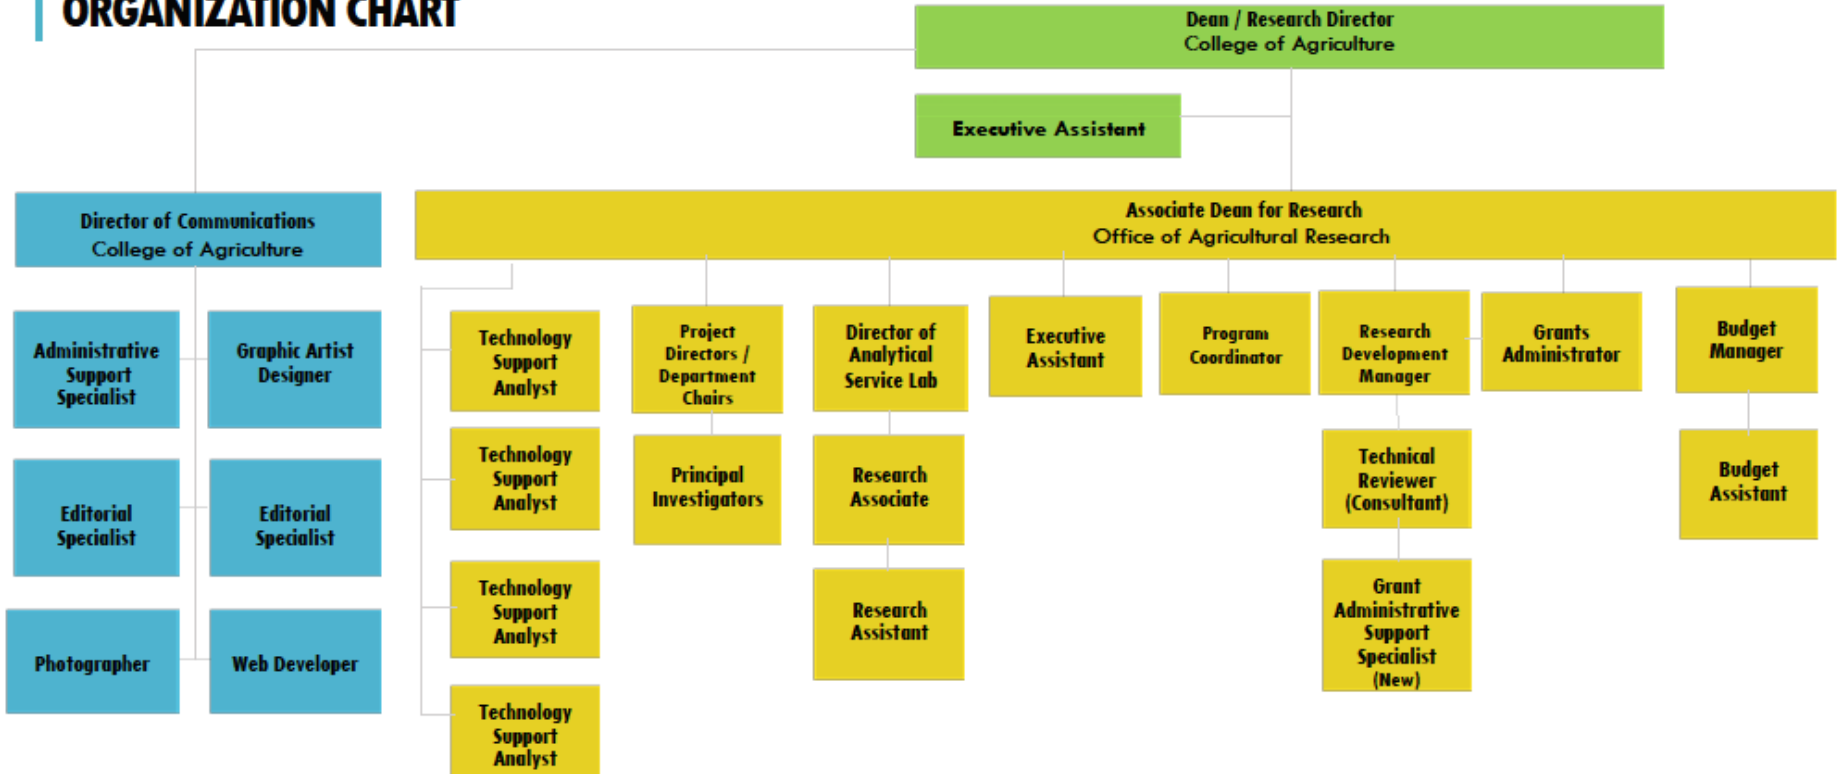 ORGANIZATION CHART
Dean / Research Director
College of Agriculture
Executive Assistant
Director of Communications
College of Agriculture
Associate Dean for Research
Office of Agricultural Research
Administrative
Support
Specialist
Graphic Artist
Designer
Editorial
Specialist
Editorial
Specialist
Photographer
Web Developer
Technology
Support
Analyst
Technology
Support
Analyst
Technology
Support
Analyst
Technology
Support
Analyst
Project
Directors /
Department
Chairs
Principal
Investigators
Director of
Analytical
Service Lab
Research
Associate
Research
Assistant
Executive
Assistant
Program
Coordinator
Research
Development
Manager
Technical
Reviewer
(Consultant)
Grant
Administrative
Support
Specialist
(New)
Grants
Administrator
Budget
Manager
Budget
Assistant